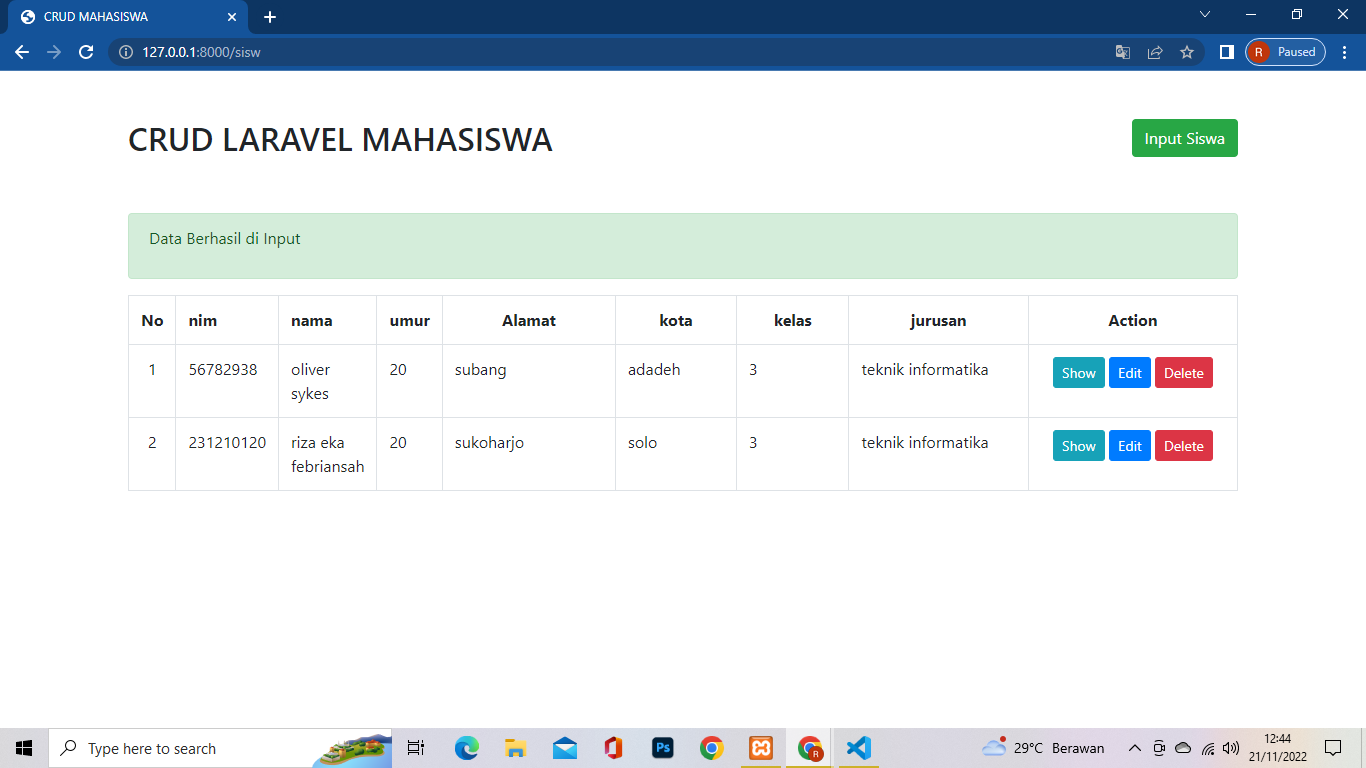 CRUD MAHASISWA
127.0.0.1:8000/sisw
R Paused
CRUD LARAVEL MAHASISWA
Input Siswa
Data Berhasil di Input
No nim nama umur Alamat kota kelas jurusan Action
1 56782938 oliver 20 subang adadeh 3 teknik informatika Show Edit Delete
sykes
2 231210120 riza eka 20 sukoharjo solo 3 teknik informatika Show Edit Delete
febriansah
Type here to search
Ps
R
29°C Berawan
12:44
21/11/2022